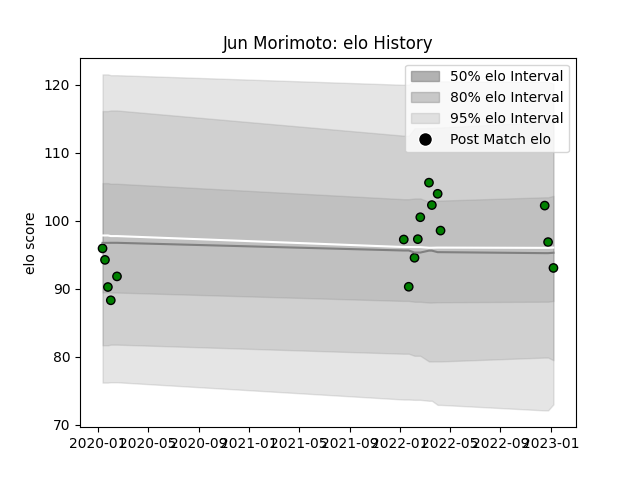 Jun Morimoto: elo History
50% elo Interval
80% elo Interval
95% elo Interval
Post Match elo
elo score
120
110
100
90
80
70
2020-01 2020-05 2020-09 2021-01 2021-05 2021-09 2022-01 2022-05 2022-09 2023-01